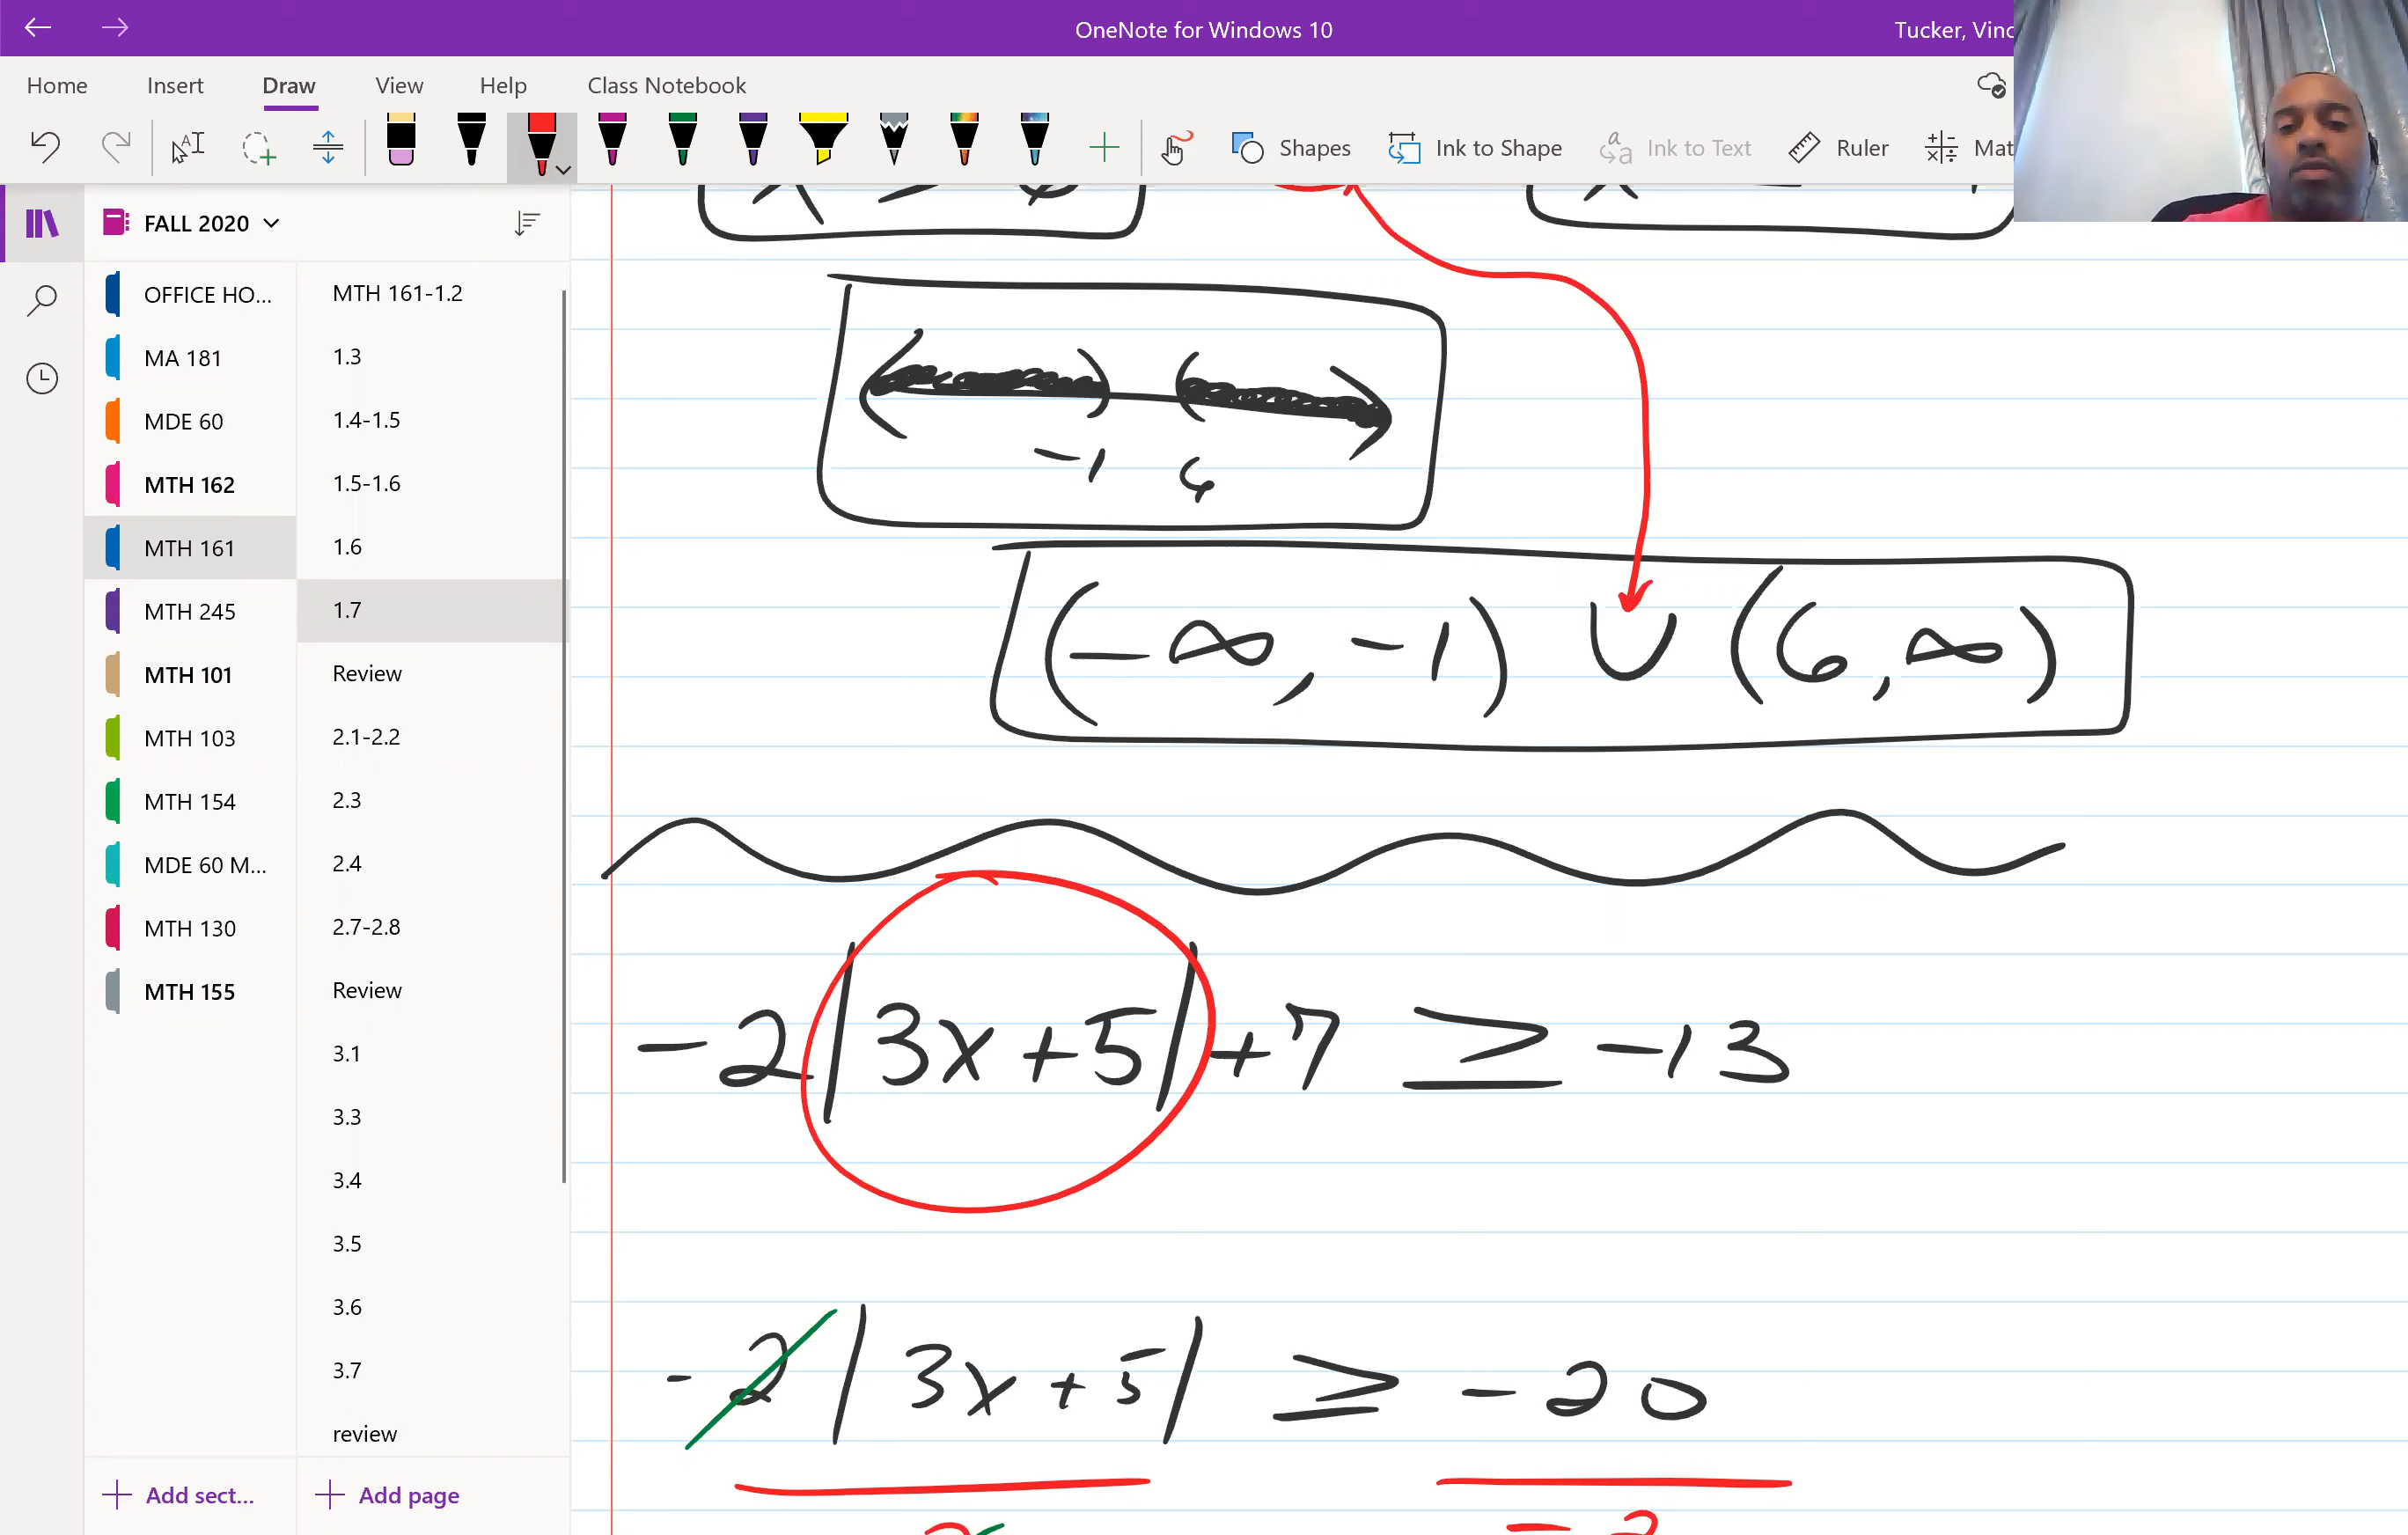 OneNote for Windows 10
Tucker, Vinc
Home Insert Draw View Help Class Notebook
Shapes Ink to Shape Ink to Text Ruler Mat
FALL 2020
OFFICE HO...
MA 181
MDE 60
MTH 162
MTH 161
MTH 245
MTH 101
MTH 103
MTH 154
MDE 60 M...
MTH 130
MTH 155
Add sect...
MTH 161-1.2
1.3
1.4-1.5
1.5-1.6
1.6
1.7
Review
2.1-2.2
2.3
2.4
2.7-2.8
Review
3.1
3.3
3.4
3.5
3.6
3.7
review
Add page
-1 6
(-∞, -1) ∪ (6, ∞)
-2|3x+5|+7 ≥ -13
-2|3x+5| ≥ -20